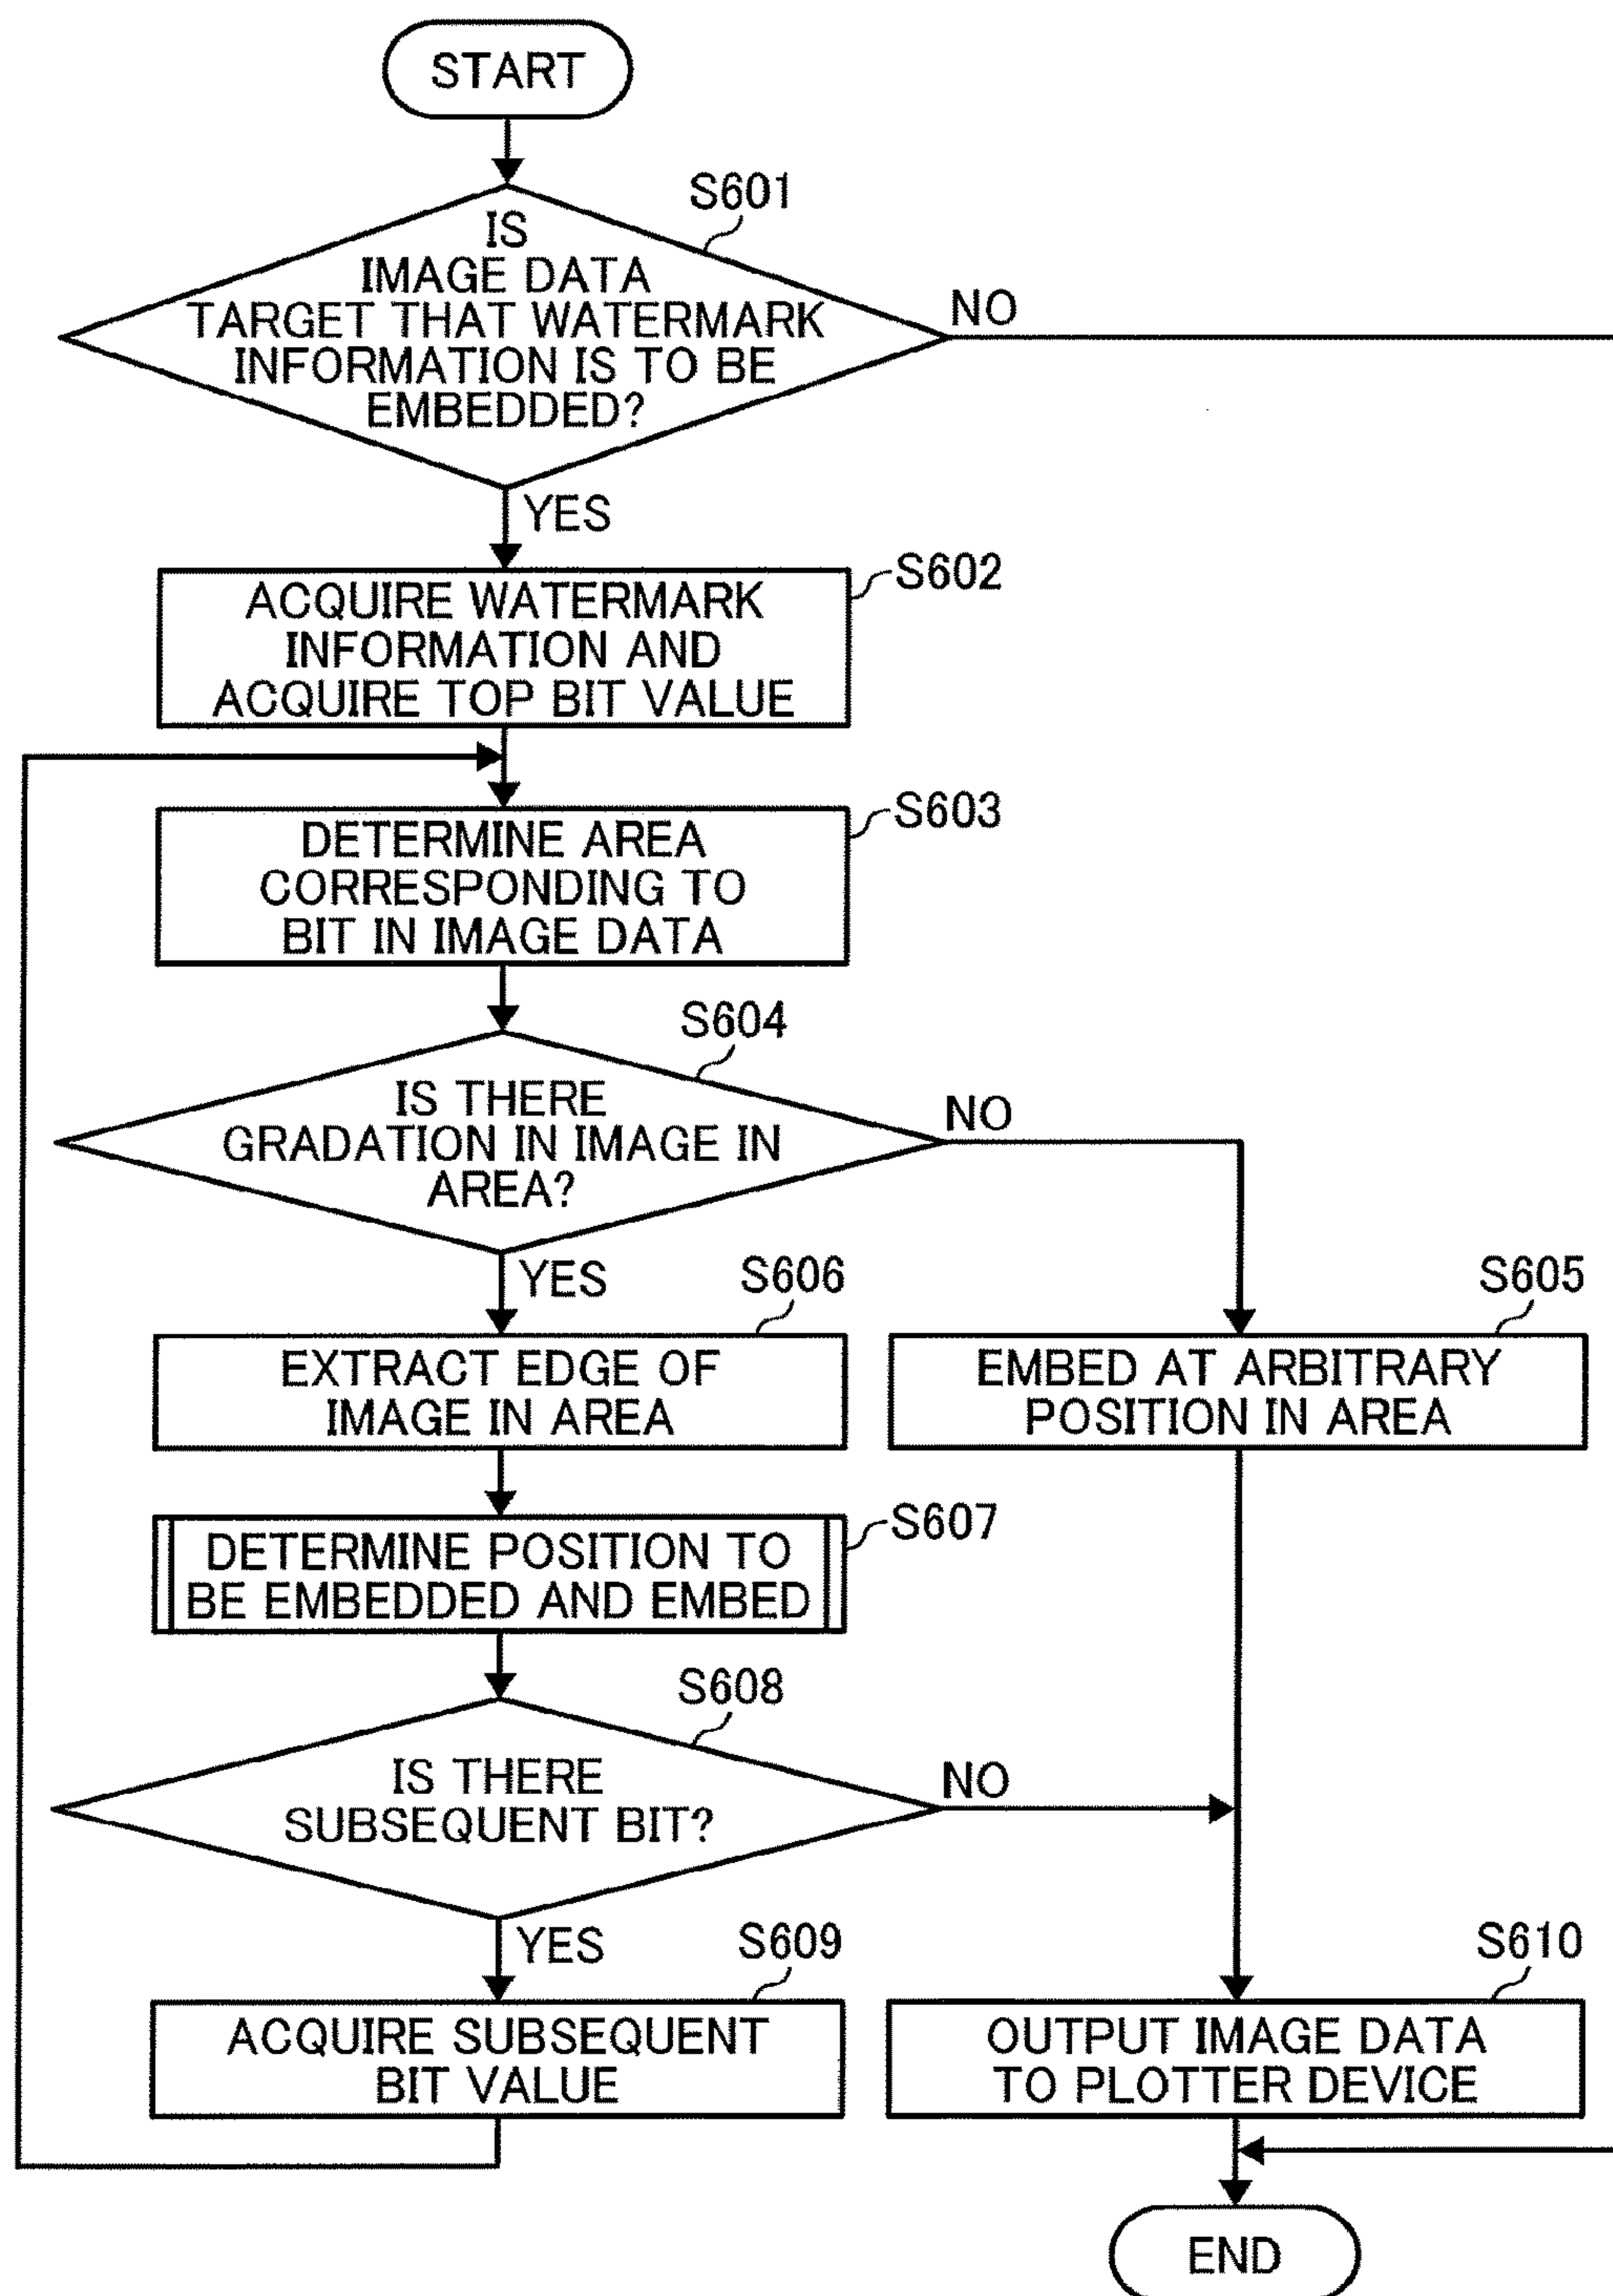 START
S601
IS
IMAGE DATA
TARGET THAT WATERMARK
INFORMATION IS TO BE
EMBEDDED?
NO
YES
S602
ACQUIRE WATERMARK
INFORMATION AND
ACQUIRE TOP BIT VALUE
S603
DETERMINE AREA
CORRESPONDING TO
BIT IN IMAGE DATA
S604
IS THERE
GRADATION IN IMAGE IN
AREA?
NO
YES
S606
EXTRACT EDGE OF
IMAGE IN AREA
S605
EMBED AT ARBITRARY
POSITION IN AREA
S607
DETERMINE POSITION TO
BE EMBEDDED AND EMBED
S608
IS THERE
SUBSEQUENT BIT?
NO
YES
S609
ACQUIRE SUBSEQUENT
BIT VALUE
S610
OUTPUT IMAGE DATA
TO PLOTTER DEVICE
END